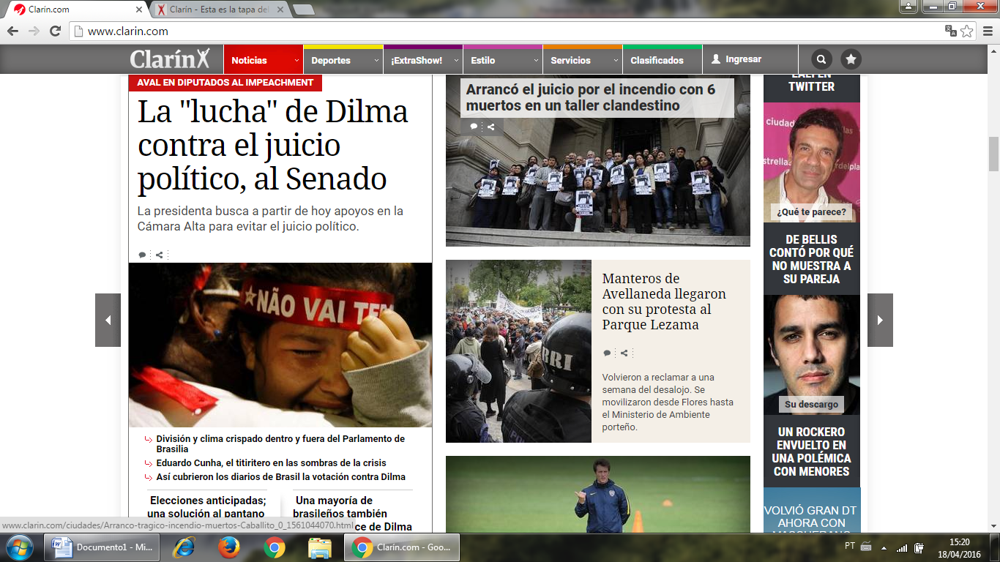 Clarín.com
Clarín - Esta es la tapa del
www.clarin.com
Clarín
Noticias
Deportes
¡ExtraShow!
Estilo
Servicios
Clasificados
Ingresar
AVAL EN DIPUTADOS AL IMPEACHMENT
La "lucha" de Dilma
contra el juicio
político, al Senado
La presidenta busca a partir de hoy apoyos en la
Cámara Alta para evitar el juicio político.
NÃO VAI TE
División y clima crispado dentro y fuera del Parlamento de
Brasilia
Eduardo Cunha, el titiritero en las sombras de la crisis
Así cubrieron los diarios de Brasil la votación contra Dilma
Elecciones anticipadas;
una solución al pantano
Una mayoría de
brasileños también
ce de Dilma
Arrancó el juicio por el incendio con 6
muertos en un taller clandestino
Manteros de
Avellaneda llegaron
con su protesta al
Parque Lezama
Volvieron a reclamar a una
semana del desalojo. Se
movilizaron desde Flores hasta
el Ministerio de Ambiente
porteño.
BRI
TWITTER
ciudad
estrellas
rdelpla
¿Qué te parece?
DE BELLIS
CONTÓ POR QUÉ
NO MUESTRA A
SU PAREJA
Su descargo
UN ROCKERO
ENVUELTO EN
UNA POLÉMICA
CON MENORES
VOLVIÓ GRAN DT
AHORA CON
www.clarin.com/ciudades/Arranco-tragico-incendio-muertos-Caballito_0_1561044070.html
Documento1 - Mi...
Clarín.com - Goo...
PT
15:20
18/04/2016